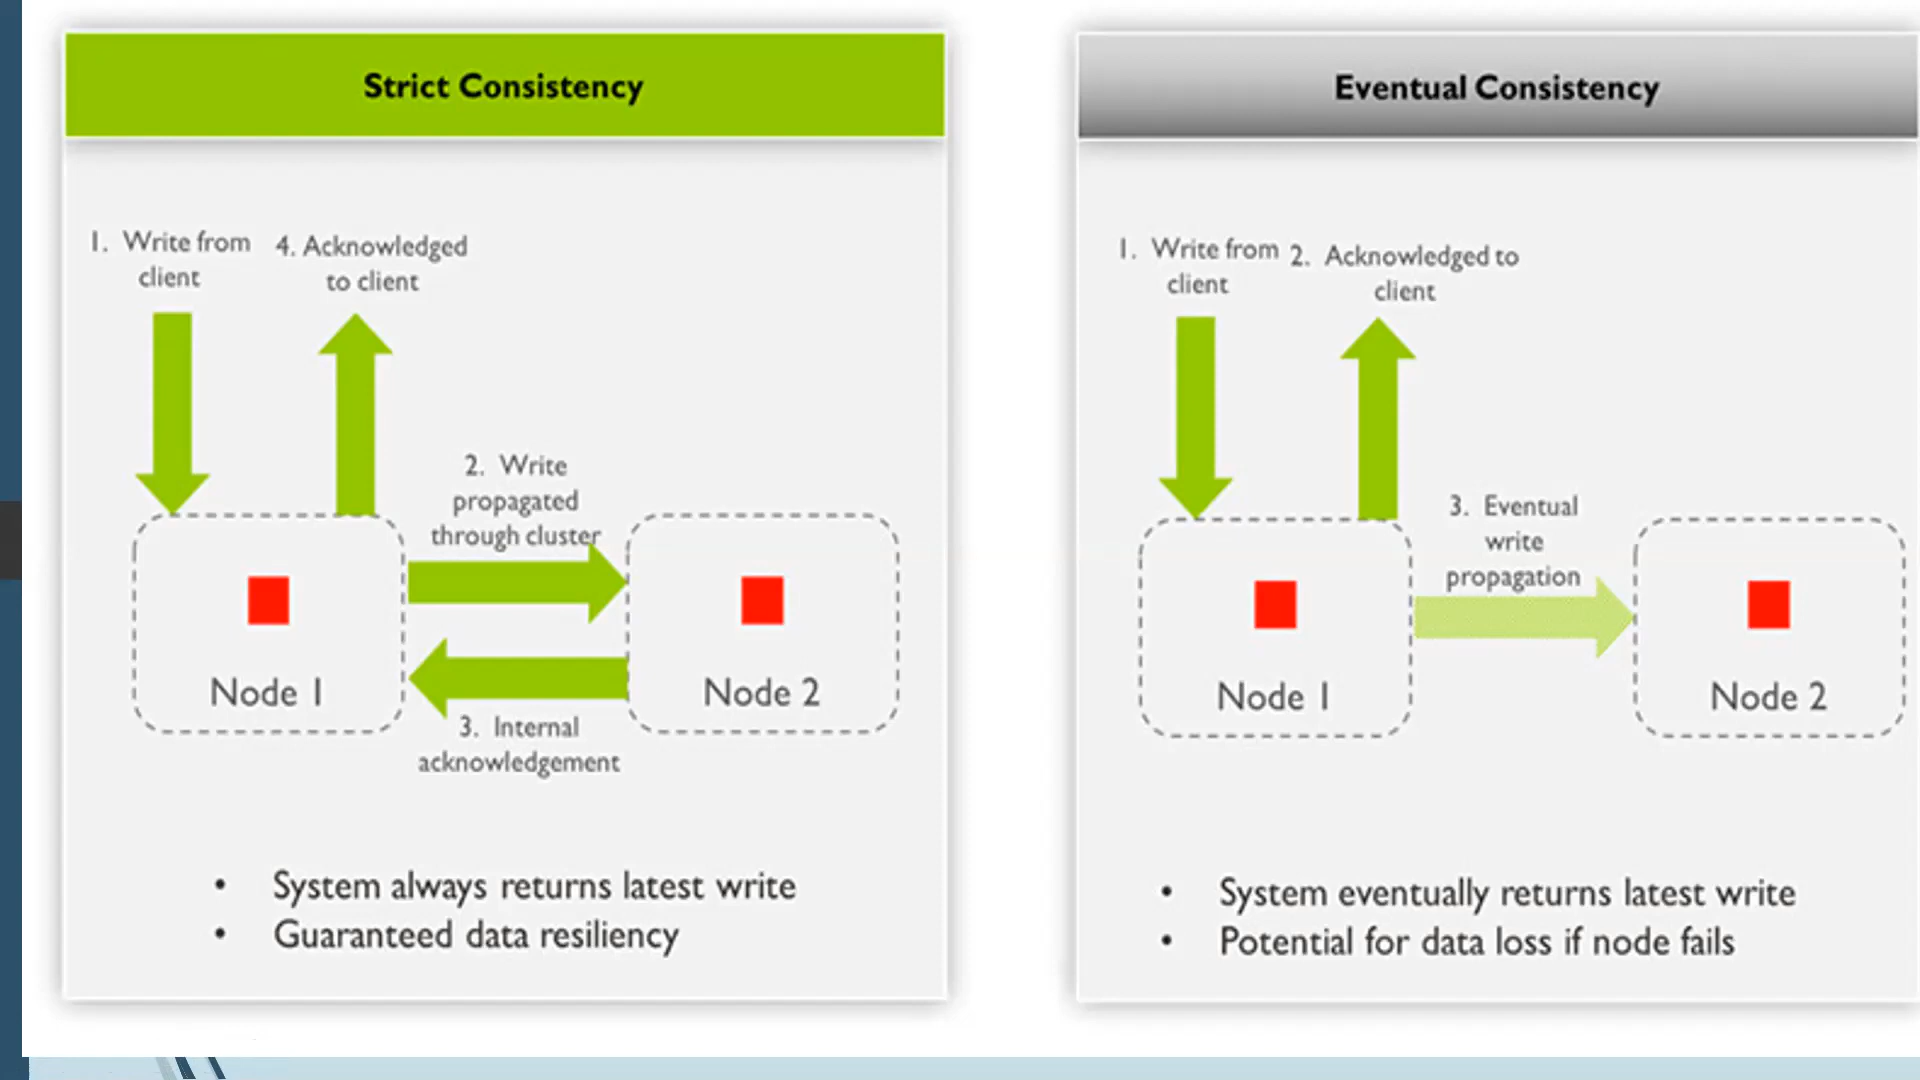 Strict Consistency
1. Write from
client
4. Acknowledged
to client
2. Write
propagated
through cluster
Node 1
Node 2
3. Internal
acknowledgement
• System always returns latest write
• Guaranteed data resiliency
Eventual Consistency
1. Write from
client
2. Acknowledged to
client
3. Eventual
write
propagation
Node 1
Node 2
• System eventually returns latest write
• Potential for data loss if node fails